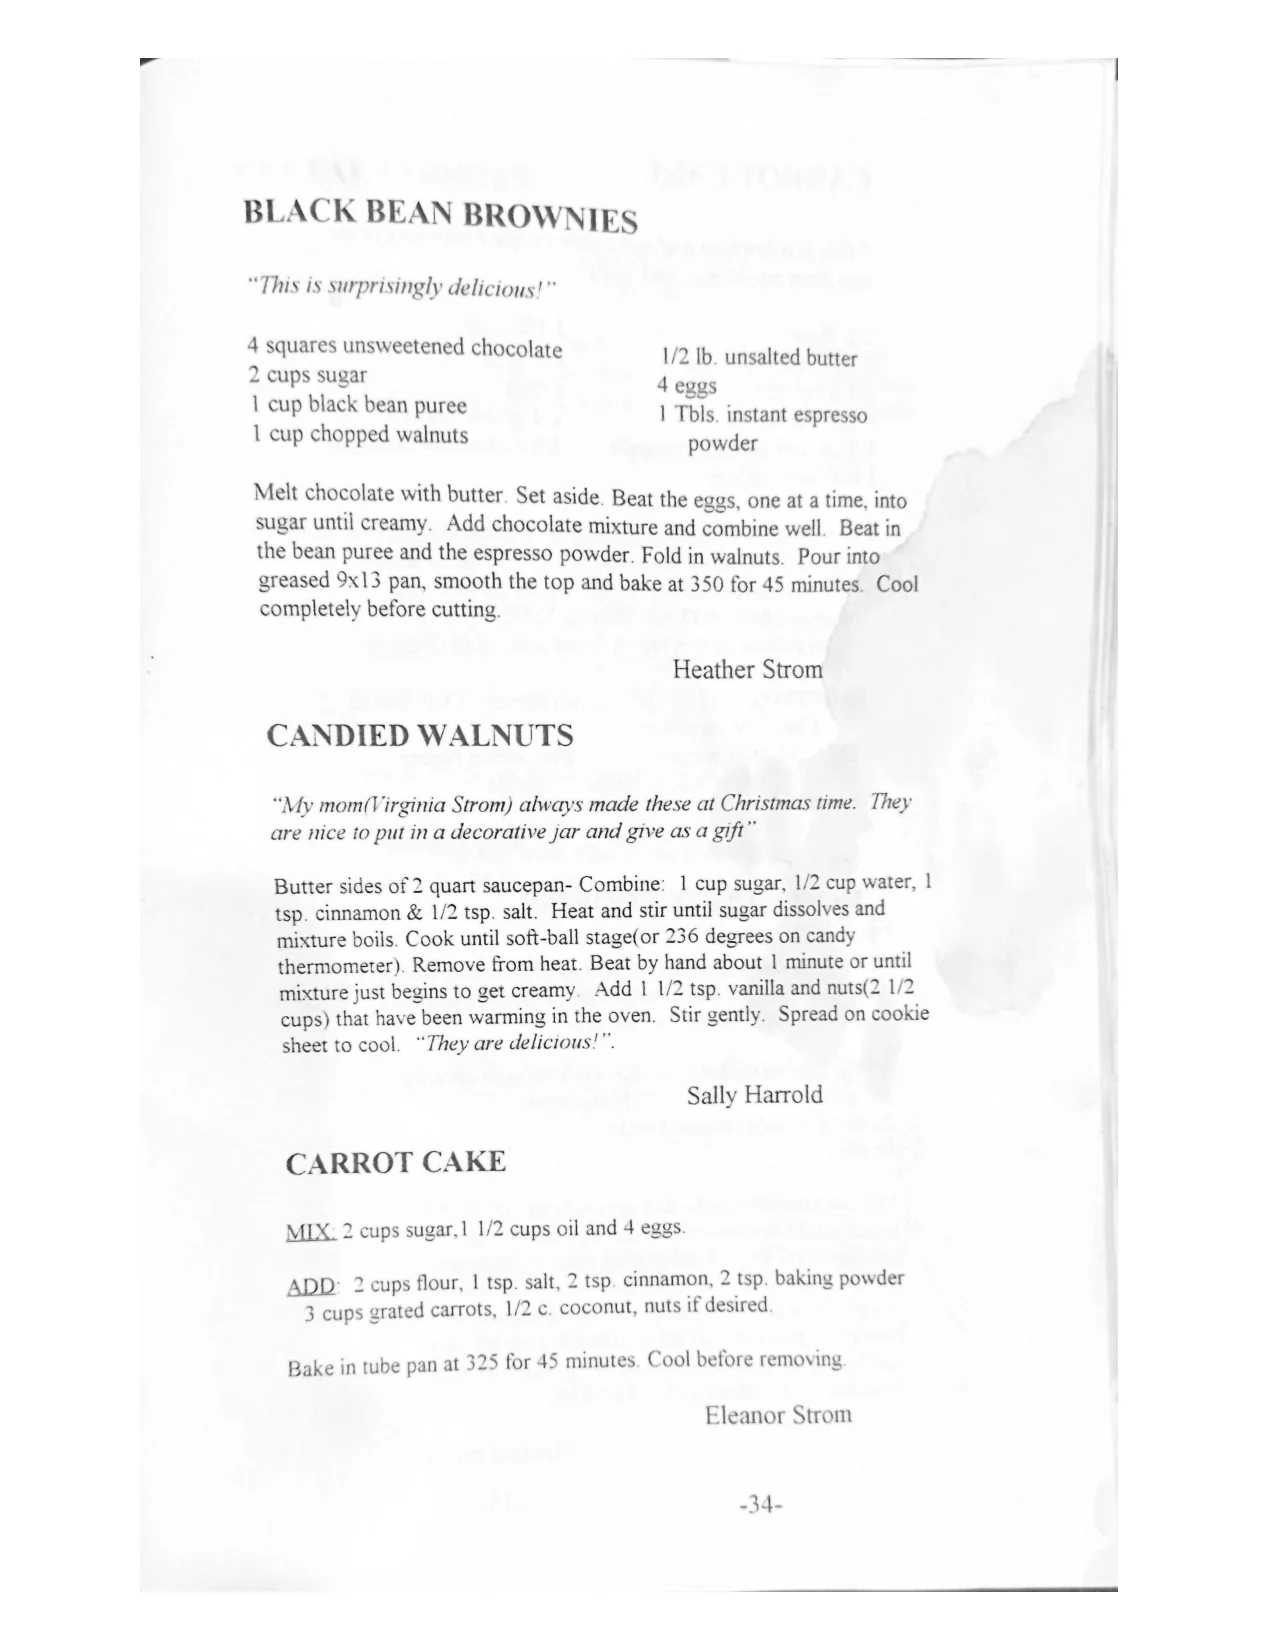 BLACK BEAN BROWNIES
"This is surprisingly delicious!"
4 squares unsweetened chocolate
2 cups sugar
1 cup black bean puree
1 cup chopped walnuts
1/2 lb. unsalted butter
4 eggs
1 Tbls. instant espresso
powder
Melt chocolate with butter. Set aside. Beat the eggs, one at a time, into
sugar until creamy. Add chocolate mixture and combine well. Beat in
the bean puree and the espresso powder. Fold in walnuts. Pour into
greased 9x13 pan, smooth the top and bake at 350 for 45 minutes. Cool
completely before cutting.
Heather Strom
CANDIED WALNUTS
"My mom(Virginia Strom) always made these at Christmas time. They
are nice to put in a decorative jar and give as a gift"
Butter sides of 2 quart saucepan- Combine: 1 cup sugar, 1/2 cup water, 1
tsp. cinnamon & 1/2 tsp. salt. Heat and stir until sugar dissolves and
mixture boils. Cook until soft-ball stage(or 236 degrees on candy
thermometer). Remove from heat. Beat by hand about 1 minute or until
mixture just begins to get creamy. Add 1 1/2 tsp. vanilla and nuts(2 1/2
cups) that have been warming in the oven. Stir gently. Spread on cookie
sheet to cool. "They are delicious!".
Sally Harrold
CARROT CAKE
MIX: 2 cups sugar,1 1/2 cups oil and 4 eggs.
ADD: 2 cups flour, 1 tsp. salt, 2 tsp. cinnamon, 2 tsp. baking powder
3 cups grated carrots, 1/2 c. coconut, nuts if desired.
Bake in tube pan at 325 for 45 minutes. Cool before removing.
Eleanor Strom
-34-